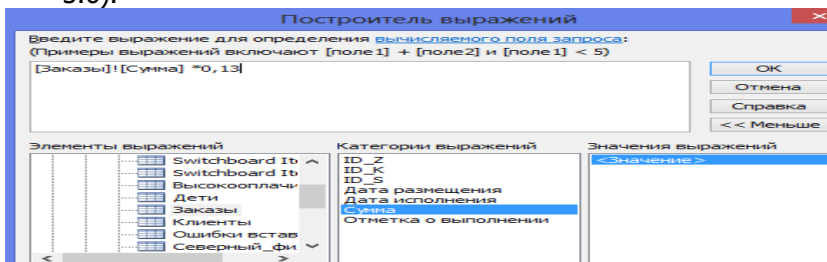 Построитель выражений
Введите выражение для определения вычисляемого поля запроса:
(Примеры выражений включают [поле1] + [поле2] и [поле1] < 5)
[Заказы]![Сумма] *0,13
ОК
Отмена
Справка
<< Меньше
Элементы выражений
Switchboard It
Switchboard It
Высокооплачи
Дети
Заказы
Клиенты
Ошибки встав
Северный_фи
Категории выражений
ID_Z
ID_K
ID_S
Дата размещения
Дата исполнения
Сумма
Отметка о выполнении
Значения выражений
<Значение>